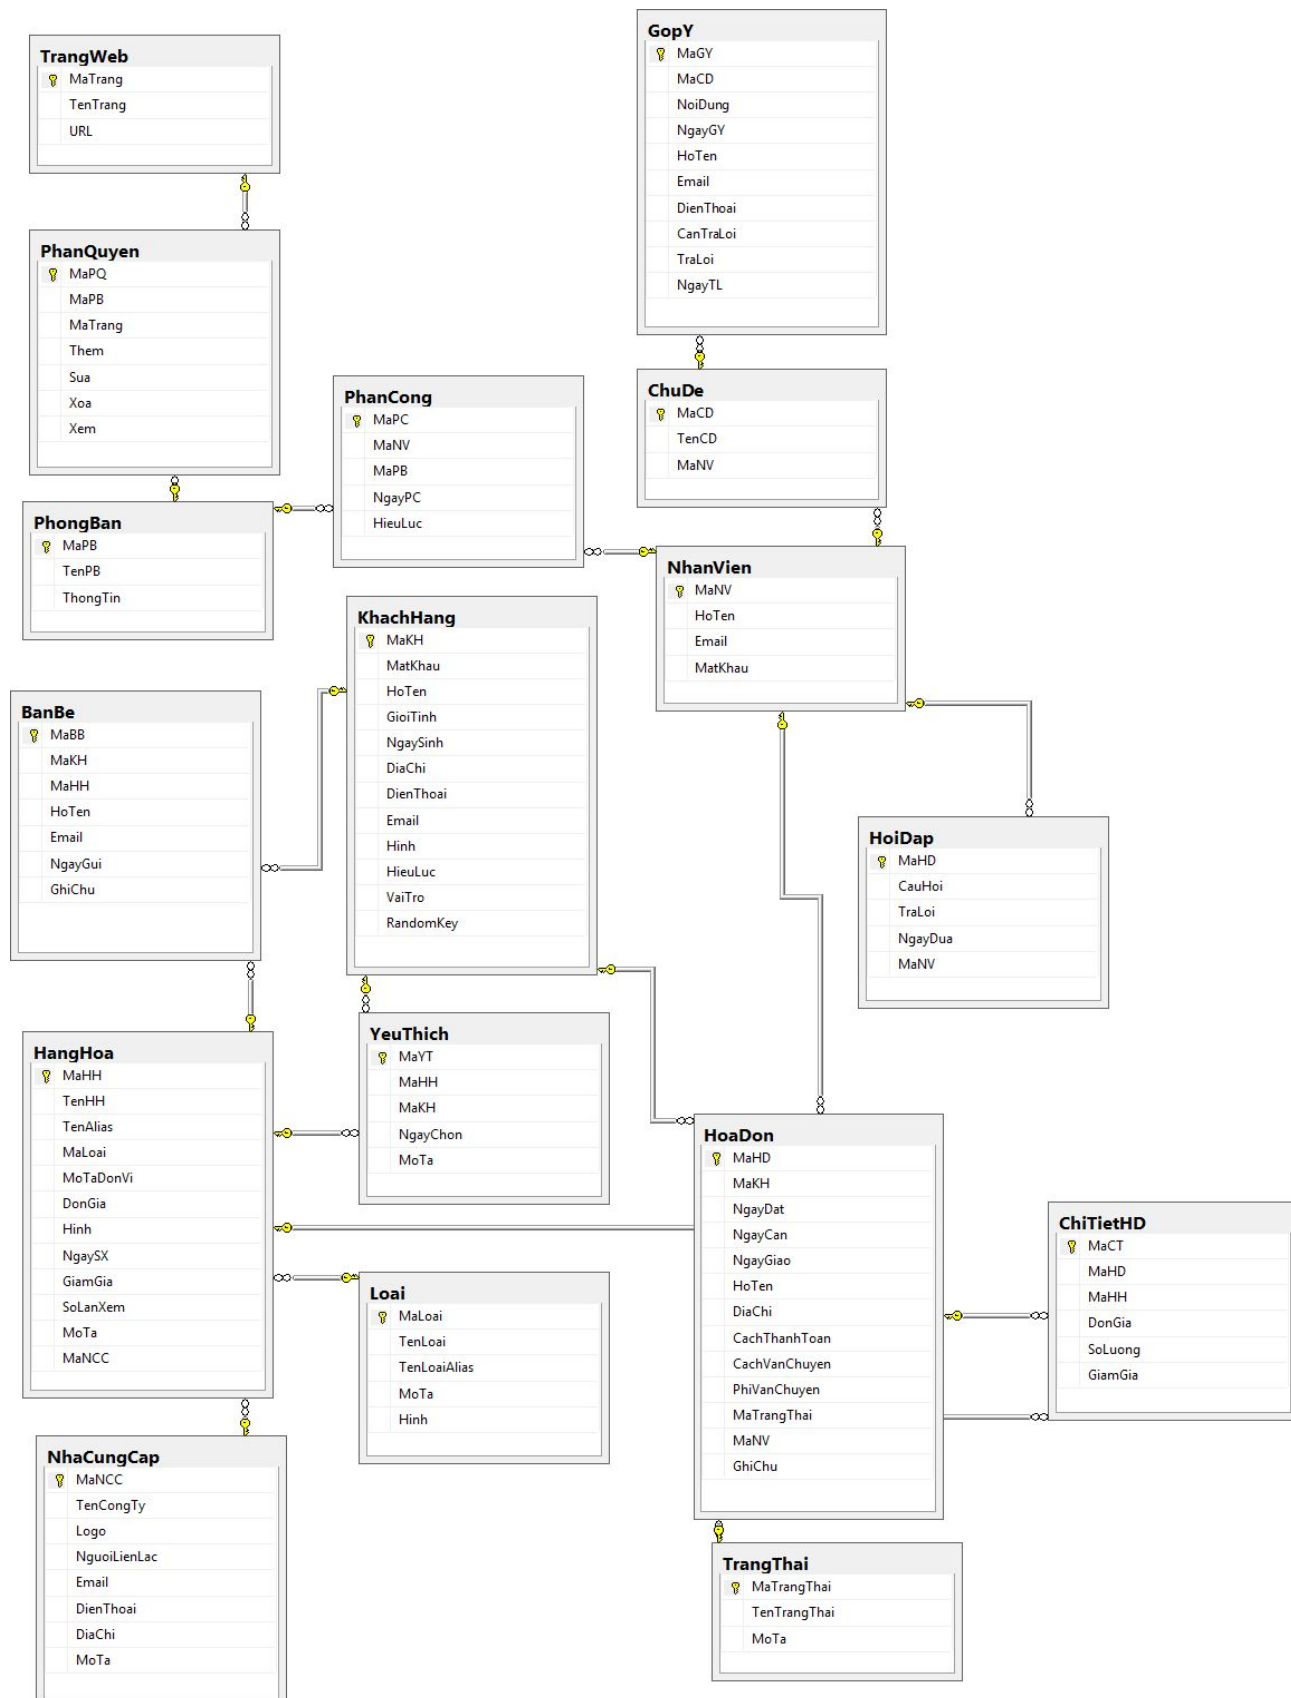 TrangWeb
MaTrang
TenTrang
URL
GopY
MaGY
MaCD
NoiDung
NgayGY
HoTen
Email
DienThoai
CanTraLoi
TraLoi
NgayTL
PhanQuyen
MaPQ
MaPB
MaTrang
Them
Sua
Xoa
Xem
PhanCong
MaPC
MaNV
MaPB
NgayPC
HieuLuc
ChuDe
MaCD
TenCD
MaNV
PhongBan
MaPB
TenPB
ThongTin
NhanVien
MaNV
HoTen
Email
MatKhau
KhachHang
MaKH
MatKhau
HoTen
GioiTinh
NgaySinh
DiaChi
DienThoai
Email
Hinh
HieuLuc
VaiTro
RandomKey
BanBe
MaBB
MaKH
MaHH
HoTen
Email
NgayGui
GhiChu
HoiDap
MaHD
CauHoi
TraLoi
NgayDua
MaNV
HangHoa
MaHH
TenHH
TenAlias
MaLoai
MoTaDonVi
DonGia
Hinh
NgaySX
GiamGia
SoLanXem
MoTa
MaNCC
YeuThich
MaYT
MaHH
MaKH
NgayChon
MoTa
HoaDon
MaHD
MaKH
NgayDat
NgayCan
NgayGiao
HoTen
DiaChi
CachThanhToan
CachVanChuyen
PhiVanChuyen
MaTrangThai
MaNV
GhiChu
ChiTietHD
MaCT
MaHD
MaHH
DonGia
SoLuong
GiamGia
Loai
MaLoai
TenLoai
TenLoaiAlias
MoTa
Hinh
NhaCungCap
MaNCC
TenCongTy
Logo
NguoiLienLac
Email
DienThoai
DiaChi
MoTa
TrangThai
MaTrangThai
TenTrangThai
MoTa